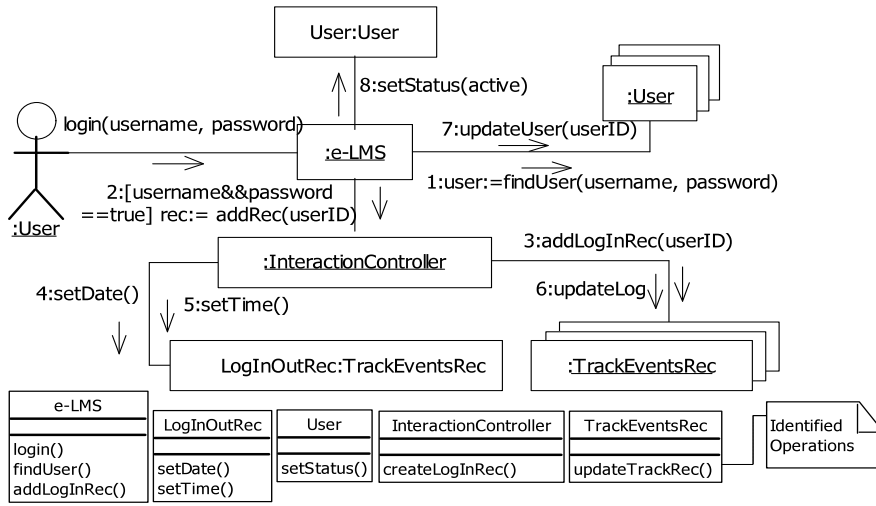 User:User
8:setStatus(active)
:User
login(username, password)
7:updateUser(userID)
:e-LMS
1:user:=findUser(username, password)
2:[username&&password
==true] rec:= addRec(userID)
:User
3:addLogInRec(userID)
:InteractionController
4:setDate()
5:setTime()
6:updateLog
LogInOutRec:TrackEventsRec
:TrackEventsRec
e-LMS
login()
findUser()
addLogInRec()
LogInOutRec
setDate()
setTime()
User
setStatus()
InteractionController
createLogInRec()
TrackEventsRec
updateTrackRec()
Identified
Operations